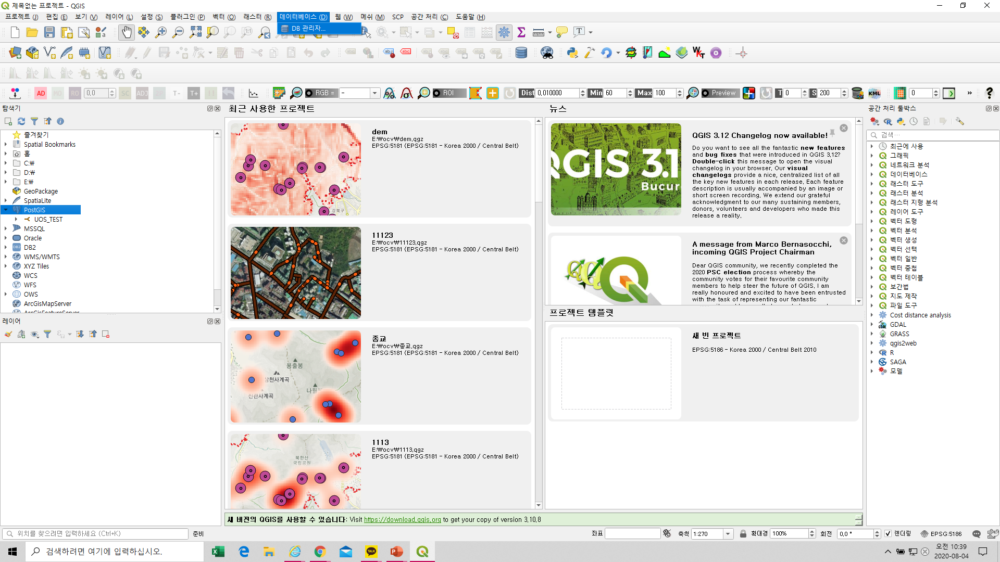 제목없는 프로젝트 - QGIS
프로젝트 (J) 편집 (E) 보기 (V) 레이어 (L) 설정 (S) 플러그인 (P) 벡터 (O) 래스터 (R) 데이터베이스 (D) 웹 (W) 메쉬 (M) SCP 공간 처리 (C) 도움말 (H)
DB 관리자...
AD MO RO 0,0 SC ADJ T- T+ RGB = - ROI Dist 0,010000 Min 60 Max 100 Preview T 0 S 200 KML 0 »
탐색기
즐겨찾기
Spatial Bookmarks
홈
C:₩
D:₩
E:₩
GeoPackage
SpatiaLite
PostGIS
UOS_TEST
MSSQL
Oracle
DB2
WMS/WMTS
XYZ Tiles
WCS
WFS
OWS
ArcGisMapServer
ArcGisFeatureServer
레이어
최근 사용한 프로젝트
dem
E:₩ocv₩dem.qgz
EPSG:5181 (EPSG:5181 - Korea 2000 / Central Belt)
강북구
11123
E:₩ocv₩11123.qgz
EPSG:5181 (EPSG:5181 - Korea 2000 / Central Belt)
종교
E:₩ocv₩종교.qgz
EPSG:5181 (EPSG:5181 - Korea 2000 / Central Belt)
용출봉
삼천사계곡
나월봉
진관사계곡
1113
E:₩ocv₩1113.qgz
EPSG:5181 (EPSG:5181 - Korea 2000 / Central Belt)
북한산
국립공원
뉴스
QGIS 3.1
Bucur
QGIS 3.12 Changelog now available!
Do you want to see all the fantastic new features
and bug fixes that were introduced in QGIS 3.12?
Double-click this message to open the visual
changelog in your browser. Our visual
changelogs provide a nice, centralized list of all
the key new features in each release. Each feature
description is usually accompanied by an image or
short screen recording. We extend our grateful
acknowledgment to our many sustaining members,
donors, volunteers and developers who made this
release a reality.
A message from Marco Bernasocchi,
incoming QGIS Project Chairman
Dear QGIS community, we recently completed the
2020 PSC election process whereby the
community votes for their favourite community
members to help steer the future of QGIS. I am
really honoured and excited to have been entrusted
with the task of representing our fantastic
프로젝트 템플릿
새 빈 프로젝트
EPSG:5186 - Korea 2000 / Central Belt 2010
공간 처리 툴박스
검색…
최근에 사용
그래픽
네트워크 분석
데이터베이스
래스터 도구
래스터 분석
래스터 지형 분석
레이어 도구
벡터 도형
벡터 분석
벡터 생성
벡터 선택
벡터 일반
벡터 중첩
벡터 테이블
보간법
지도 제작
파일 도구
Cost distance analysis
GDAL
GRASS
qgis2web
R
SAGA
모델
새 버전의 QGIS를 사용할 수 있습니다: Visit https://download.qgis.org to get your copy of version 3.10.8
위치를 찾으려면 입력하세요 (Ctrl+K) 준비 좌표 축척 1:270 확대경 100% 회전 0,0 ° 렌더링 EPSG:5186
검색하려면 여기에 입력하십시오. TALK 오전 10:39
2020-08-04